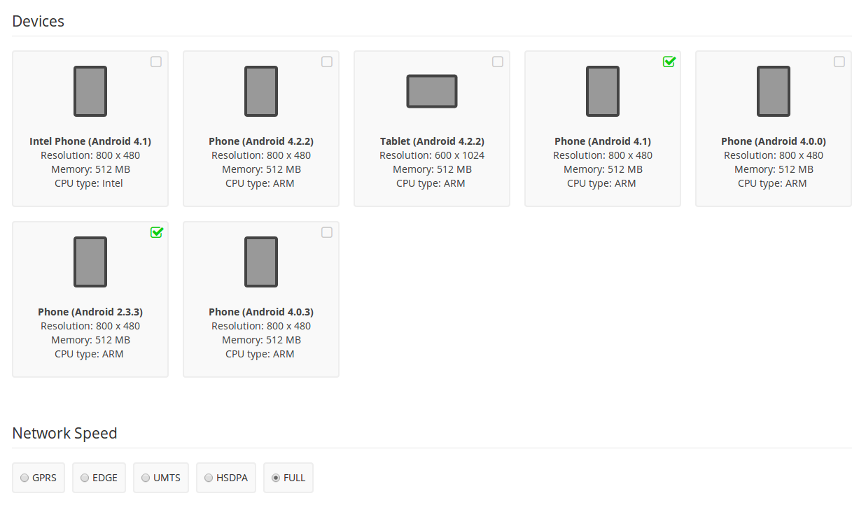 Devices
Intel Phone (Android 4.1)
Resolution: 800 x 480
Memory: 512 MB
CPU type: Intel
Phone (Android 4.2.2)
Resolution: 800 x 480
Memory: 512 MB
CPU type: ARM
Tablet (Android 4.2.2)
Resolution: 600 x 1024
Memory: 512 MB
CPU type: ARM
Phone (Android 4.1)
Resolution: 800 x 480
Memory: 512 MB
CPU type: ARM
Phone (Android 4.0.0)
Resolution: 800 x 480
Memory: 512 MB
CPU type: ARM
Phone (Android 2.3.3)
Resolution: 800 x 480
Memory: 512 MB
CPU type: ARM
Phone (Android 4.0.3)
Resolution: 800 x 480
Memory: 512 MB
CPU type: ARM
Network Speed
GPRS
EDGE
UMTS
HSDPA
FULL